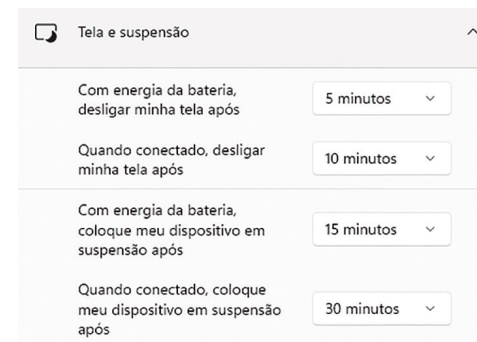 Tela e suspensão
Com energia da bateria,
desligar minha tela após
5 minutos
Quando conectado, desligar
minha tela após
10 minutos
Com energia da bateria,
coloque meu dispositivo em
suspensão após
15 minutos
Quando conectado, coloque
meu dispositivo em suspensão
após
30 minutos